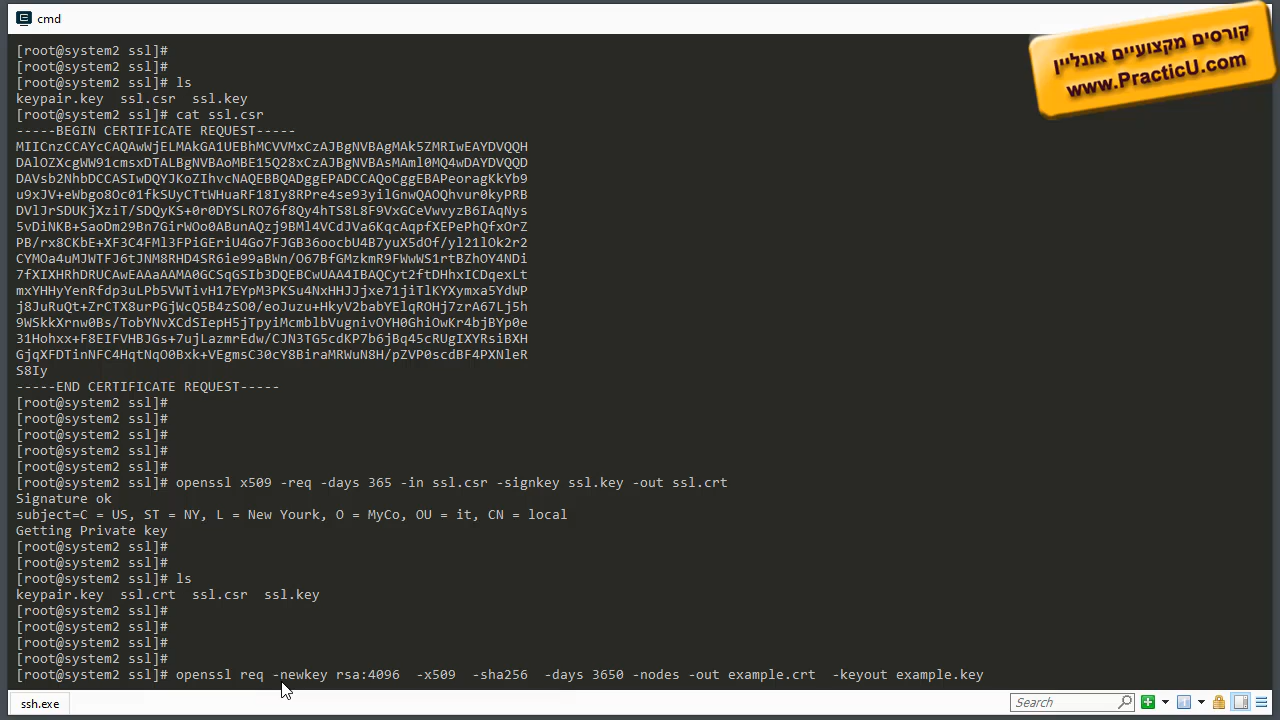 cmd
קורסים מקצועיים אונליין
www.PracticU.com
[root@system2 ssl]#
[root@system2 ssl]#
[root@system2 ssl]# ls
keypair.key  ssl.csr  ssl.key
[root@system2 ssl]# cat ssl.csr
-----BEGIN CERTIFICATE REQUEST-----
MIICnzCCAYcCAQAwWjELMAkGA1UEBhMCVVMxCzAJBgNVBAgMAk5ZMRIwEAYDVQQH
DAlOZXcgWW91cmsxDTALBgNVBAoMBE15Q28xCzAJBgNVBAsMAml0MQ4wDAYDVQQD
DAVsb2NhbDCCASIwDQYJKoZIhvcNAQEBBQADggEPADCCAQoCggEBAPeoragKkYb9
u9xJV+eWbgo8Oc01fkSUyCTtWHuaRF18Iy8RPre4se93yilGnwQAOQhvur0kyPRB
DVlJrSDUKjXziT/SDQyKS+0r0DYSLRO76f8Qy4hTS8L8F9VxGCeVwvyzB6IAqNys
5vDiNKB+SaoDm29Bn7GirWOo0ABunAQzj9BMl4VCdJVa6KqcAqpfXEPePhQfxOrZ
PB/rx8CKbE+XF3C4FMl3FPiGEriU4Go7FJGB36oocbU4B7yuX5dOf/yl21lOk2r2
CYMOa4uMJWTFJ6tJNM8RHD4SR6ie99aBWn/O67BfGMzkmR9FWwWS1rtBZhOY4NDi
7fXIXHRhDRUCAwEAAaAAMA0GCSqGSIb3DQEBCwUAA4IBAQCyt2ftDHhxICDqexLt
mxYHHyYenRfdp3uLPb5VWTivH17EYpM3PKSu4NxHHJJjxe71jiTlKYXymxa5YdWP
j8JuRuQt+ZrCTX8urPGjWcQ5B4zSO0/eoJuzu+HkyV2babYElqROHj7zrA67Lj5h
9WSkkXrnw0Bs/TobYNvXCdSIepH5jTpyiMcmblbVugnivOYH0GhiOwKr4bjBYp0e
31Hohxx+F8EIFVHBJGs+7ujLazmrEdw/CJN3TG5cdKP7b6jBq45cRUgIXYRsiBXH
GjqXFDTinNFC4HqtNqO0Bxk+VEgmsC30cY8BiraMRWuN8H/pZVP0scdBF4PXNleR
S8Iy
-----END CERTIFICATE REQUEST-----
[root@system2 ssl]#
[root@system2 ssl]#
[root@system2 ssl]#
[root@system2 ssl]#
[root@system2 ssl]#
[root@system2 ssl]# openssl x509 -req -days 365 -in ssl.csr -signkey ssl.key -out ssl.crt
Signature ok
subject=C = US, ST = NY, L = New Yourk, O = MyCo, OU = it, CN = local
Getting Private key
[root@system2 ssl]#
[root@system2 ssl]#
[root@system2 ssl]# ls
keypair.key  ssl.crt  ssl.csr  ssl.key
[root@system2 ssl]#
[root@system2 ssl]#
[root@system2 ssl]#
[root@system2 ssl]#
[root@system2 ssl]# openssl req -newkey rsa:4096  -x509  -sha256  -days 3650 -nodes -out example.crt  -keyout example.key
ssh.exe
Search